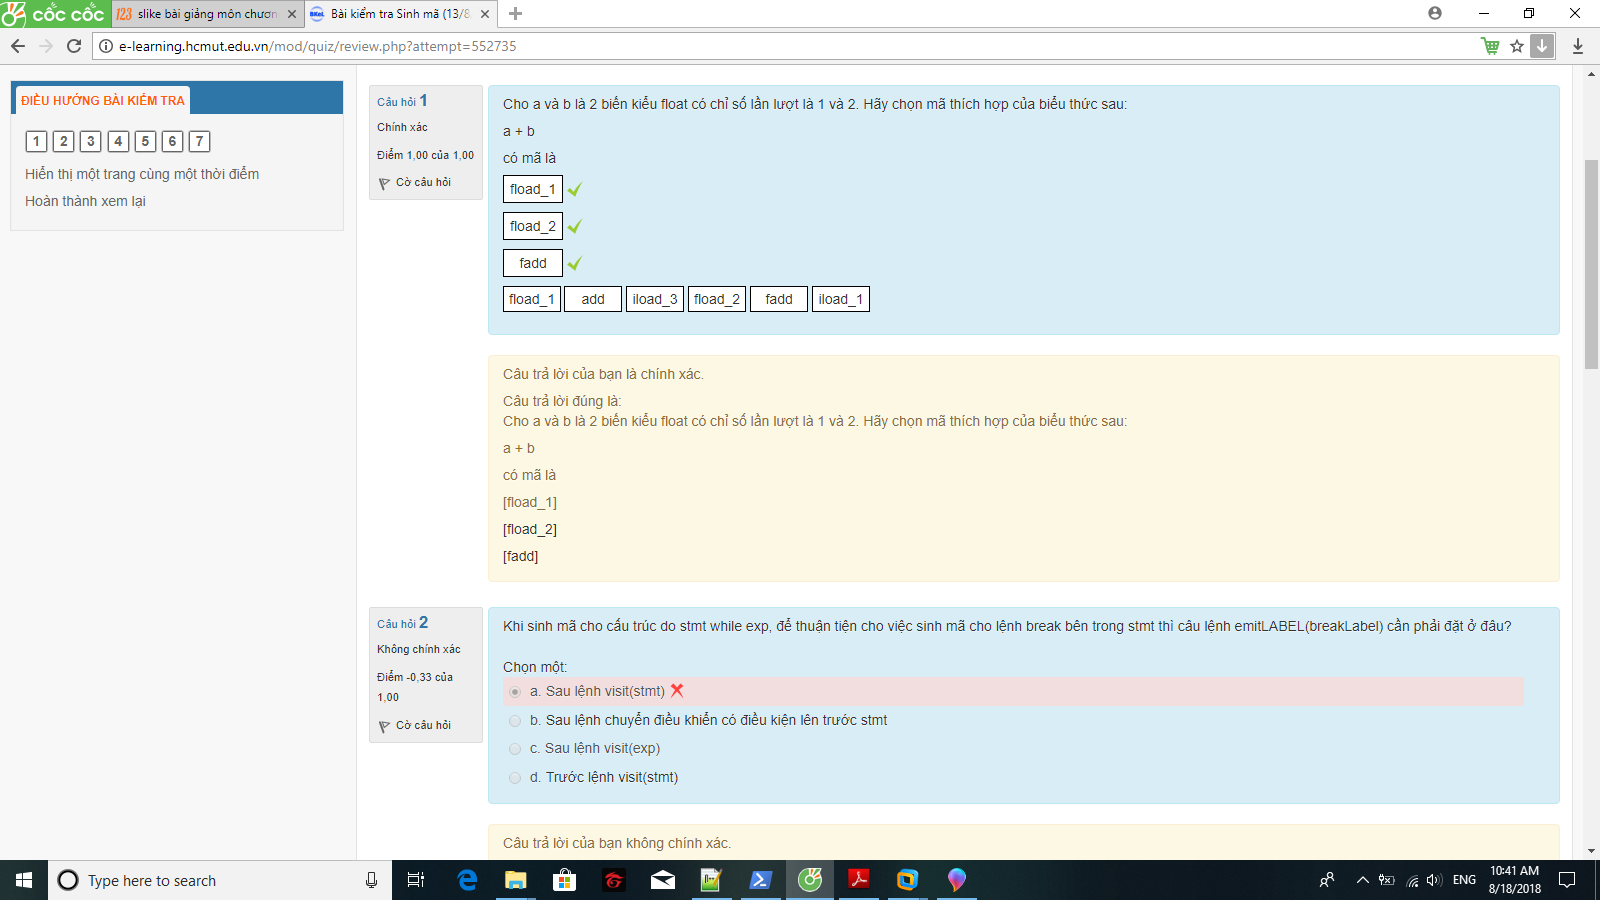 cốc cốc
123 slike bài giảng môn chươn
BKeL Bài kiểm tra Sinh mã (13/8
e-learning.hcmut.edu.vn/mod/quiz/review.php?attempt=552735
ĐIỀU HƯỚNG BÀI KIỂM TRA
1 2 3 4 5 6 7
Hiển thị một trang cùng một thời điểm
Hoàn thành xem lại
Câu hỏi 1
Chính xác
Điểm 1,00 của 1,00
Cờ câu hỏi
Cho a và b là 2 biến kiểu float có chỉ số lần lượt là 1 và 2. Hãy chọn mã thích hợp của biểu thức sau:
a + b
có mã là
fload_1
fload_2
fadd
fload_1 add iload_3 fload_2 fadd iload_1
Câu trả lời của bạn là chính xác.
Câu trả lời đúng là:
Cho a và b là 2 biến kiểu float có chỉ số lần lượt là 1 và 2. Hãy chọn mã thích hợp của biểu thức sau:
a + b
có mã là
[fload_1]
[fload_2]
[fadd]
Câu hỏi 2
Không chính xác
Điểm -0,33 của
1,00
Cờ câu hỏi
Khi sinh mã cho cấu trúc do stmt while exp, để thuận tiện cho việc sinh mã cho lệnh break bên trong stmt thì câu lệnh emitLABEL(breakLabel) cần phải đặt ở đâu?
Chọn một:
a. Sau lệnh visit(stmt)
b. Sau lệnh chuyển điều khiển có điều kiện lên trước stmt
c. Sau lệnh visit(exp)
d. Trước lệnh visit(stmt)
Câu trả lời của bạn không chính xác.
Type here to search
ENG
10:41 AM
8/18/2018